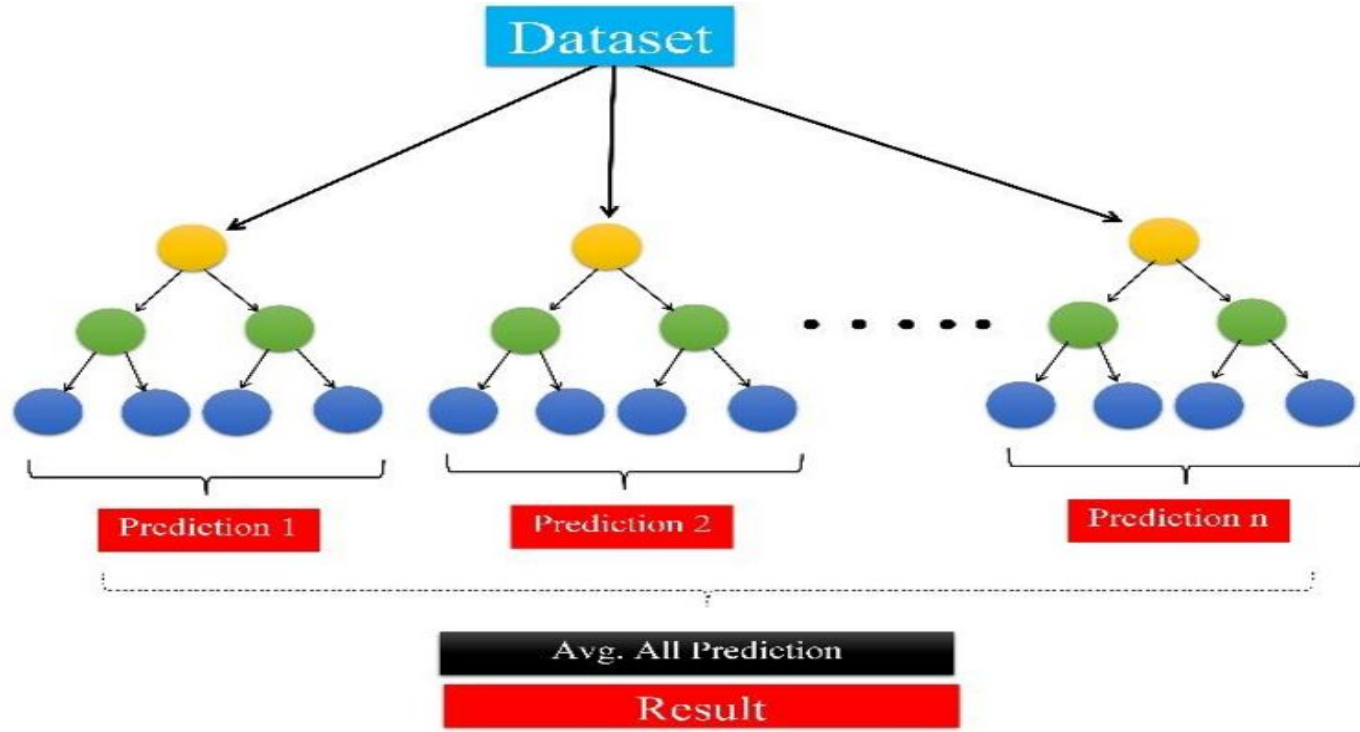 Dataset
Prediction 1
Prediction 2
Prediction n
Avg. All Prediction
Result